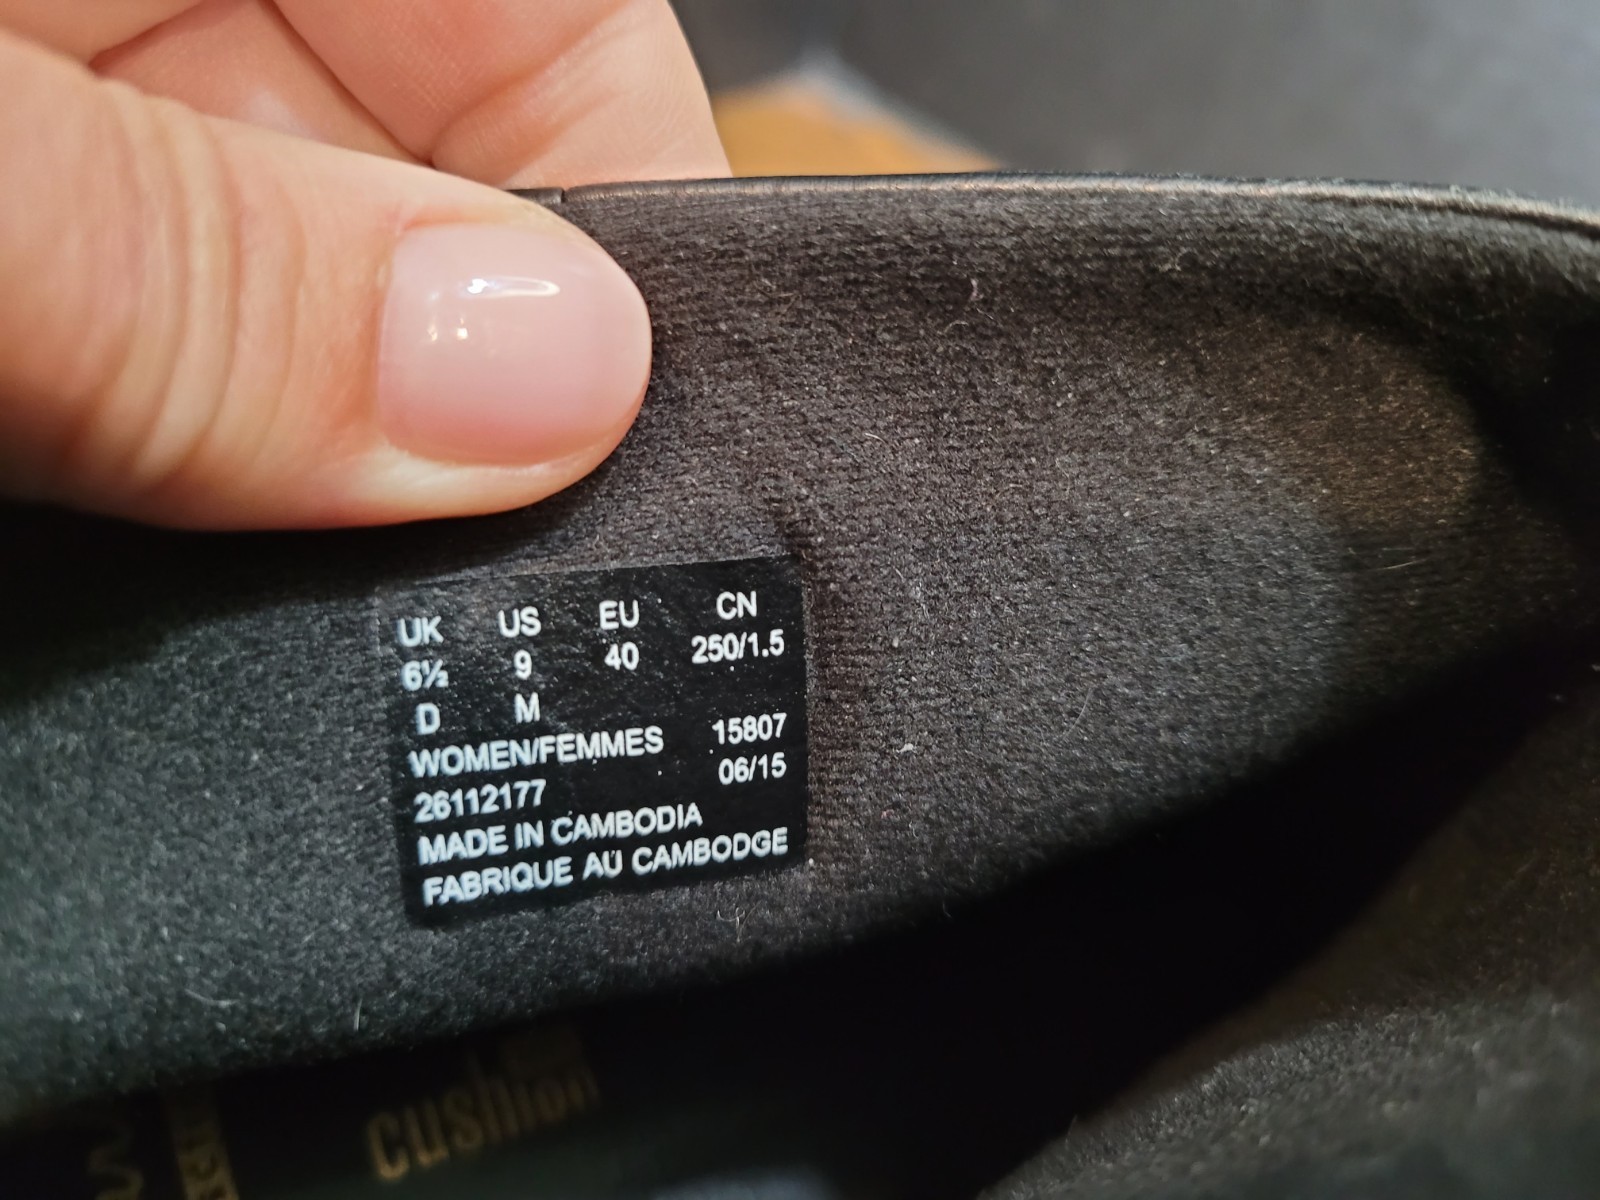 UK US EU CN
6½ 9 40 250/1.5
D M
WOMEN/FEMMES 15807
26112177 06/15
MADE IN CAMBODIA
FABRIQUE AU CAMBODGE
cushion